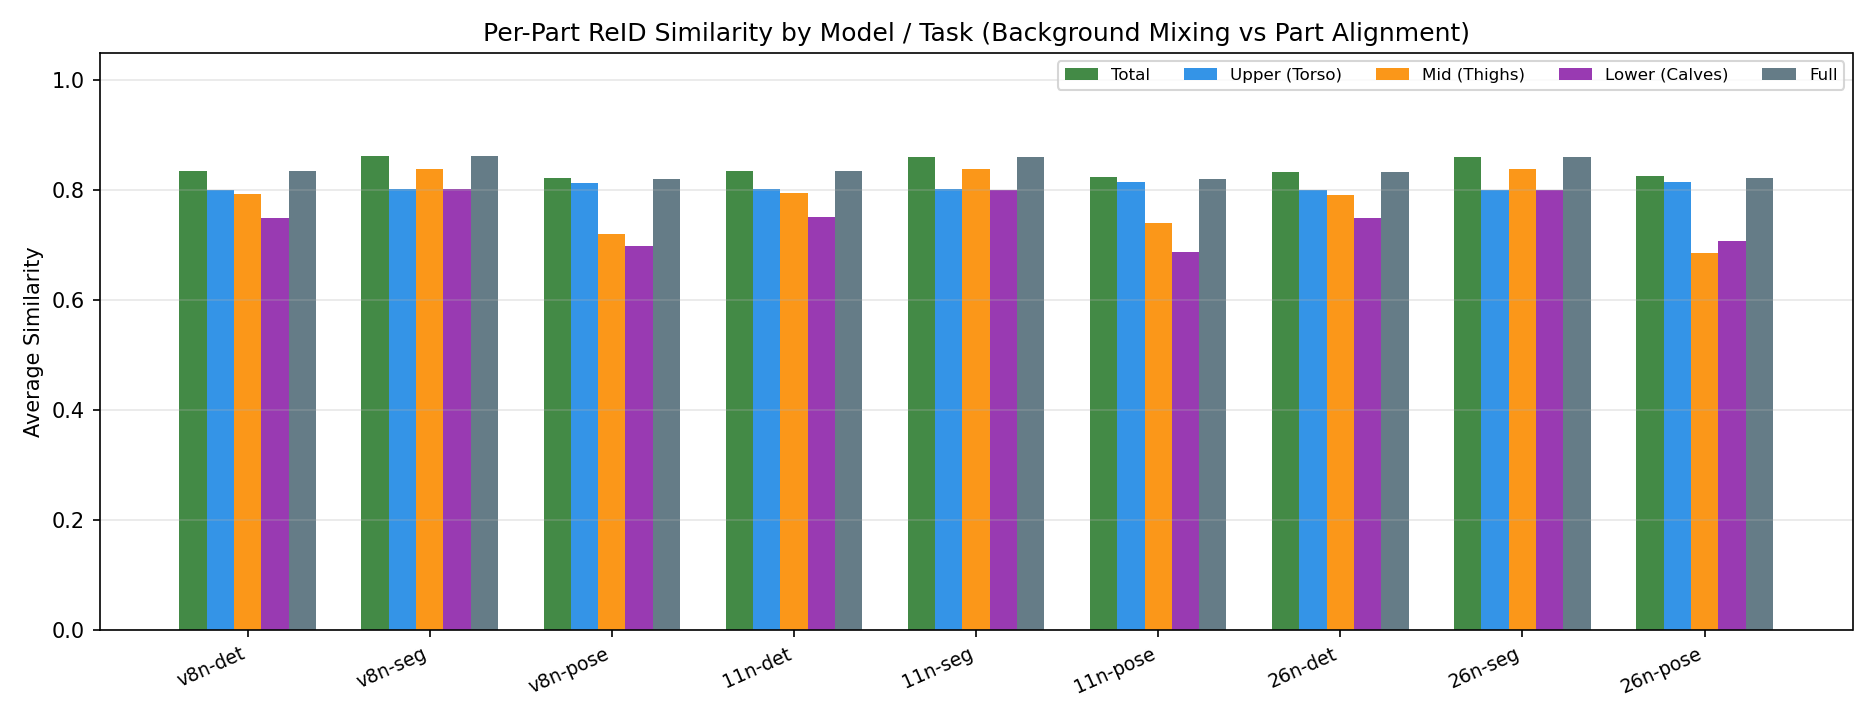 Per-Part ReID Similarity by Model / Task (Background Mixing vs Part Alignment)
Total Upper (Torso) Mid (Thighs) Lower (Calves) Full
Average Similarity
1.0
0.8
0.6
0.4
0.2
0.0
v8n-det v8n-seg v8n-pose 11n-det 11n-seg 11n-pose 26n-det 26n-seg 26n-pose